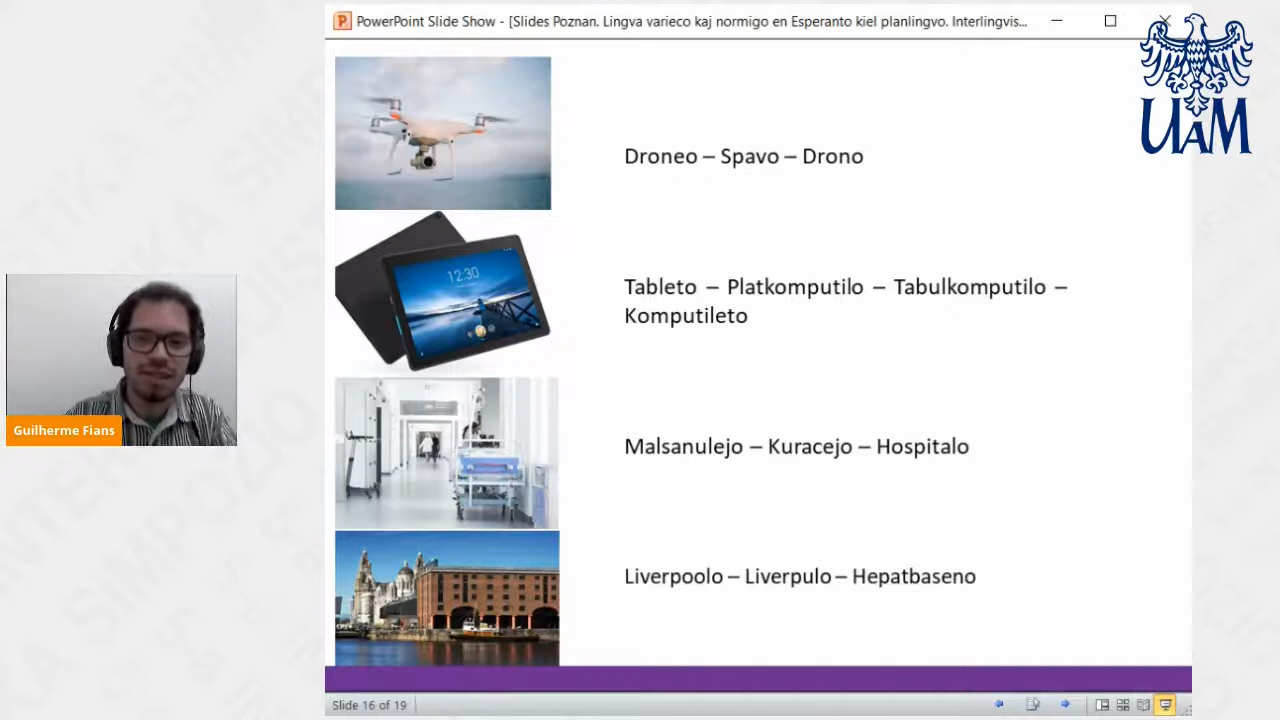 PowerPoint Slide Show - [Slides Poznan. Lingva varieco kaj normigo en Esperanto kiel planlingvo. Interlingvis...
UAM
Droneo – Spavo – Drono
12:30
Tableto – Platkomputilo – Tabulkomputilo –
Komputileto
Guilherme Fians
Malsanulejo – Kuracejo – Hospitalo
Liverpoolo – Liverpulo – Hepatbaseno
Slide 16 of 19